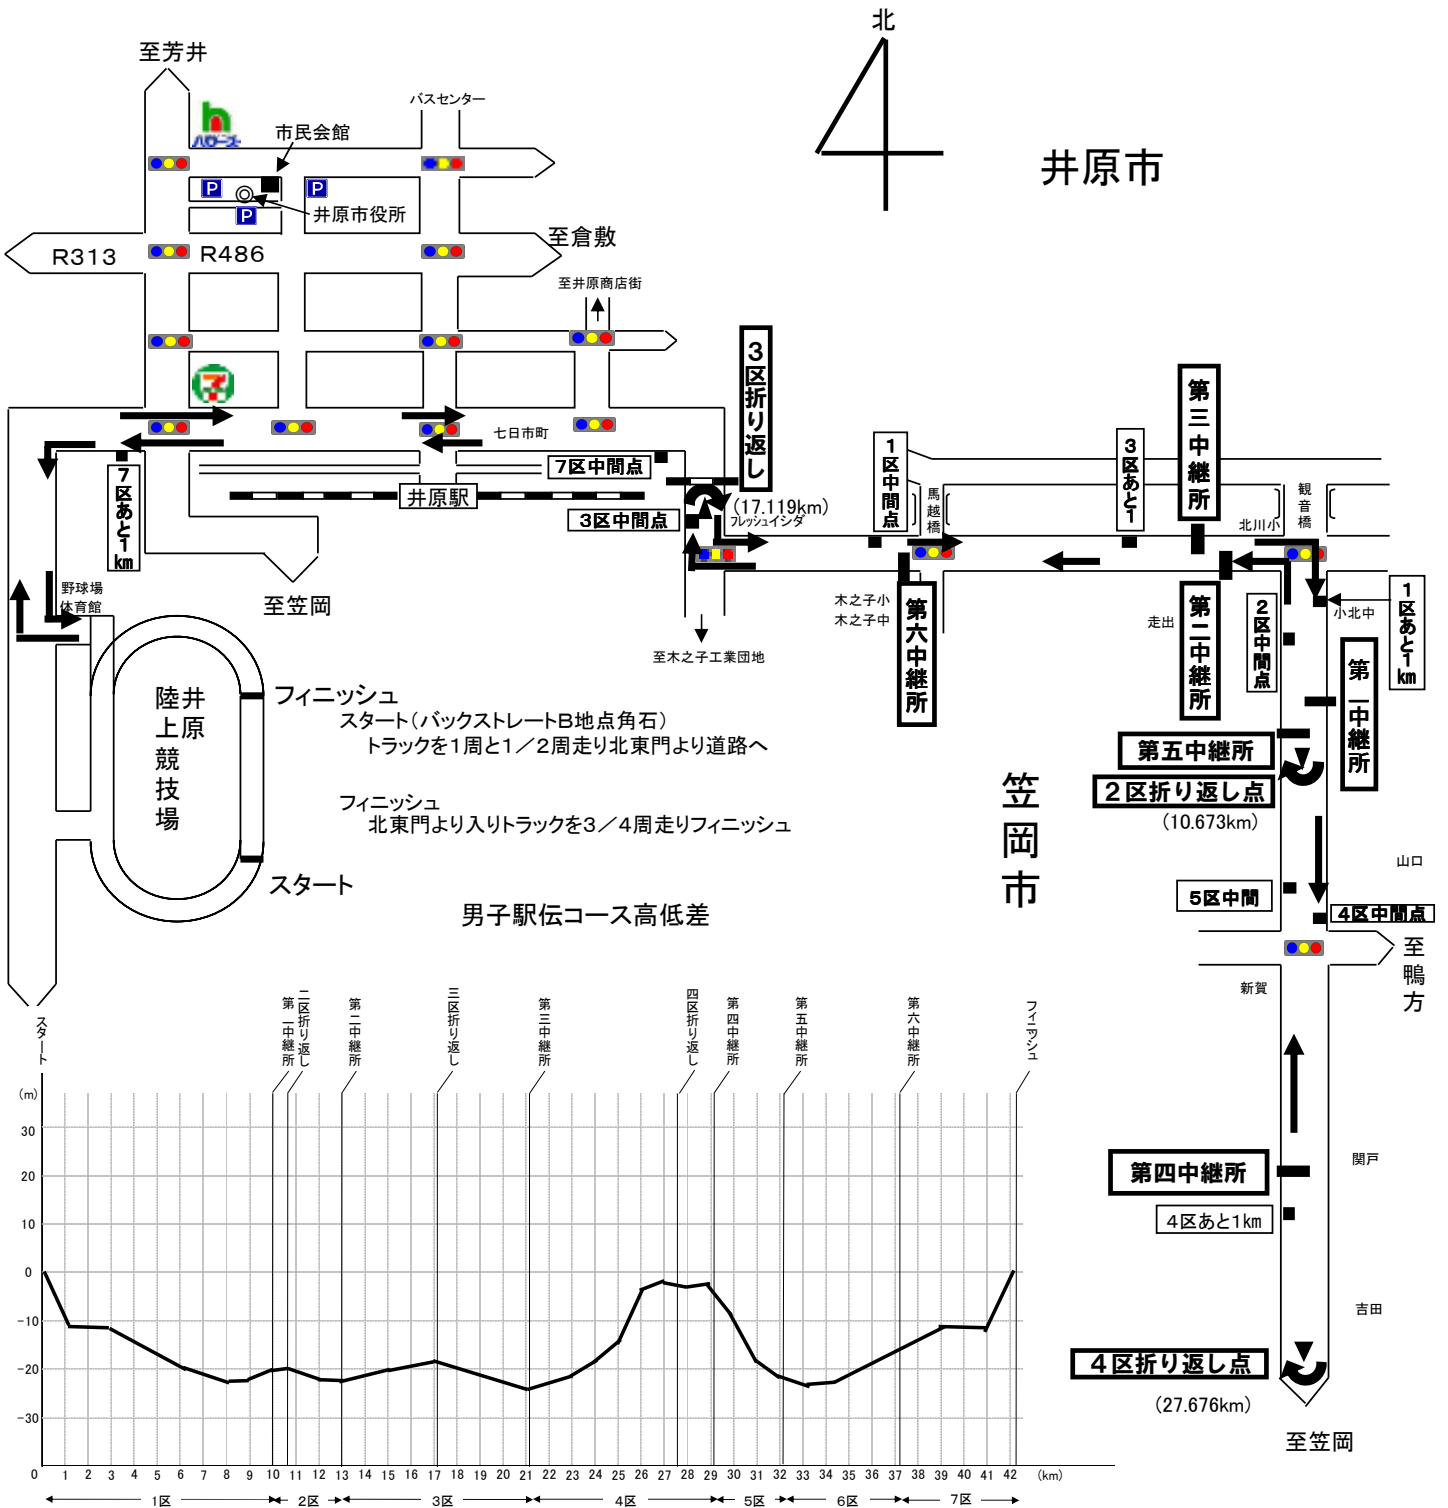 北
井原市
至芳井
バスセンター
ハローズ
市民会館
P
P
P
井原市役所
至倉敷
R313
R486
至井原商店街
7
3区折り返し
(17.119km)
七日市町
7区中間点
井原駅
3区中間点
フレッシュイシダ
7区あと1km
野球場
体育館
至笠岡
至木之子工業団地
1区中間点
馬越橋
3区あと1
第三中継所
北川小
観音橋
木之子小
木之子中
第六中継所
走出
第二中継所
2区中間点
小北中
1区あと1km
第一中継所
第五中継所
2区折り返し点
(10.673km)
笠岡市
山口
5区中間
4区中間点
至鴨方
新賀
関戸
第四中継所
4区あと1km
吉田
4区折り返し点
(27.676km)
至笠岡
井原
陸上競技場
フィニッシュ
スタート(バックストレートB地点角石)
トラックを1周と1/2周走り北東門より道路へ
フィニッシュ
北東門より入りトラックを3/4周走りフィニッシュ
スタート
男子駅伝コース高低差
スタート
第一中継所
二区折り返し
第二中継所
三区折り返し
第三中継所
四区折り返し
第四中継所
第五中継所
第六中継所
フィニッシュ
(m)
30
20
10
0
-10
-20
-30
0 1 2 3 4 5 6 7 8 9 10 11 12 13 14 15 16 17 18 19 20 21 22 23 24 25 26 27 28 29 30 31 32 33 34 35 36 37 38 39 40 41 42 (km)
1区 2区 3区 4区 5区 6区 7区